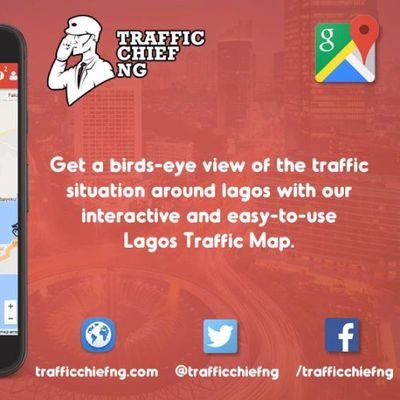 TRAFFIC
CHIEF
NG
g
2
Get a birds-eye view of the traffic
situation around lagos with our
interactive and easy-to-use
Lagos Traffic Map.
+
-
trafficchiefng.com
@trafficchiefng
/trafficchiefng